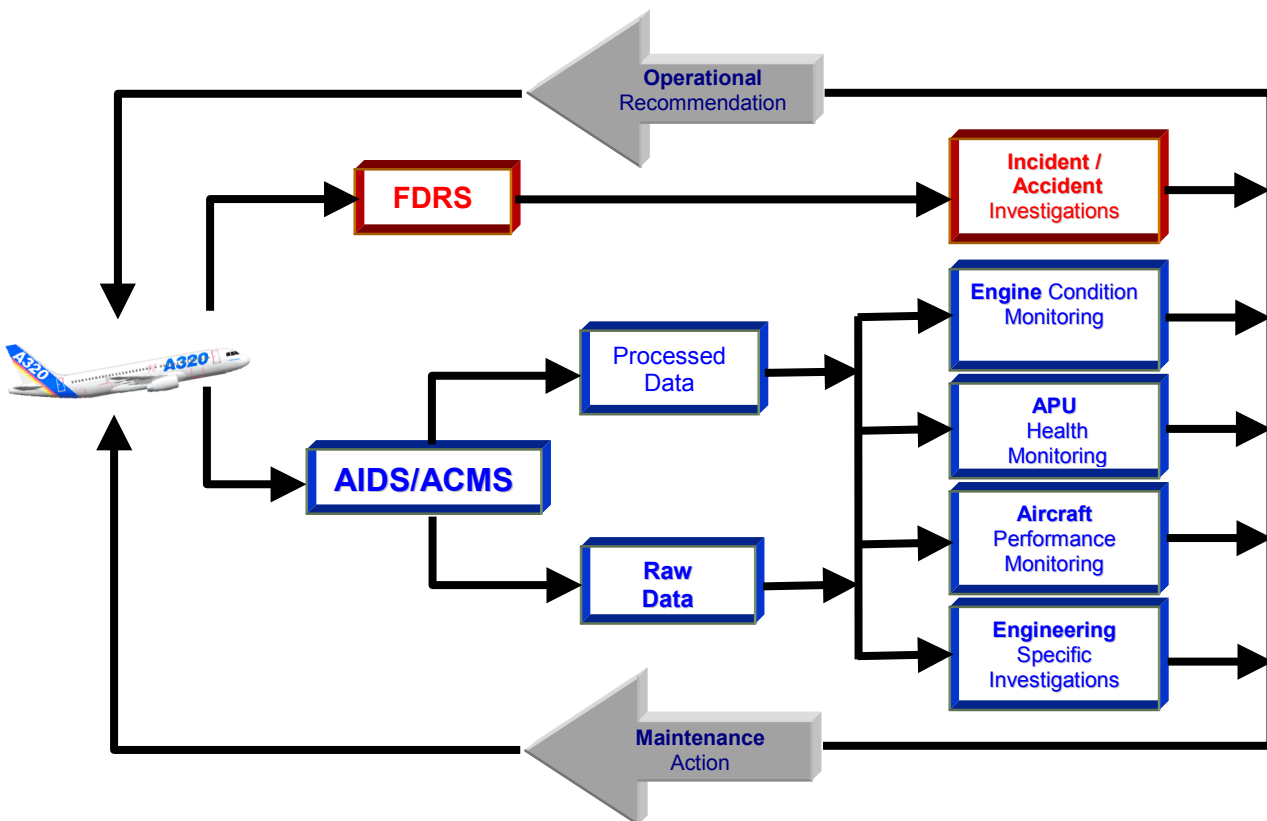 Operational
Recommendation
FDRS
Incident /
Accident
Investigations
Engine Condition
Monitoring
A320
A320
Processed
Data
APU
Health
Monitoring
AIDS/ACMS
Aircraft
Performance
Monitoring
Raw
Data
Engineering
Specific
Investigations
Maintenance
Action